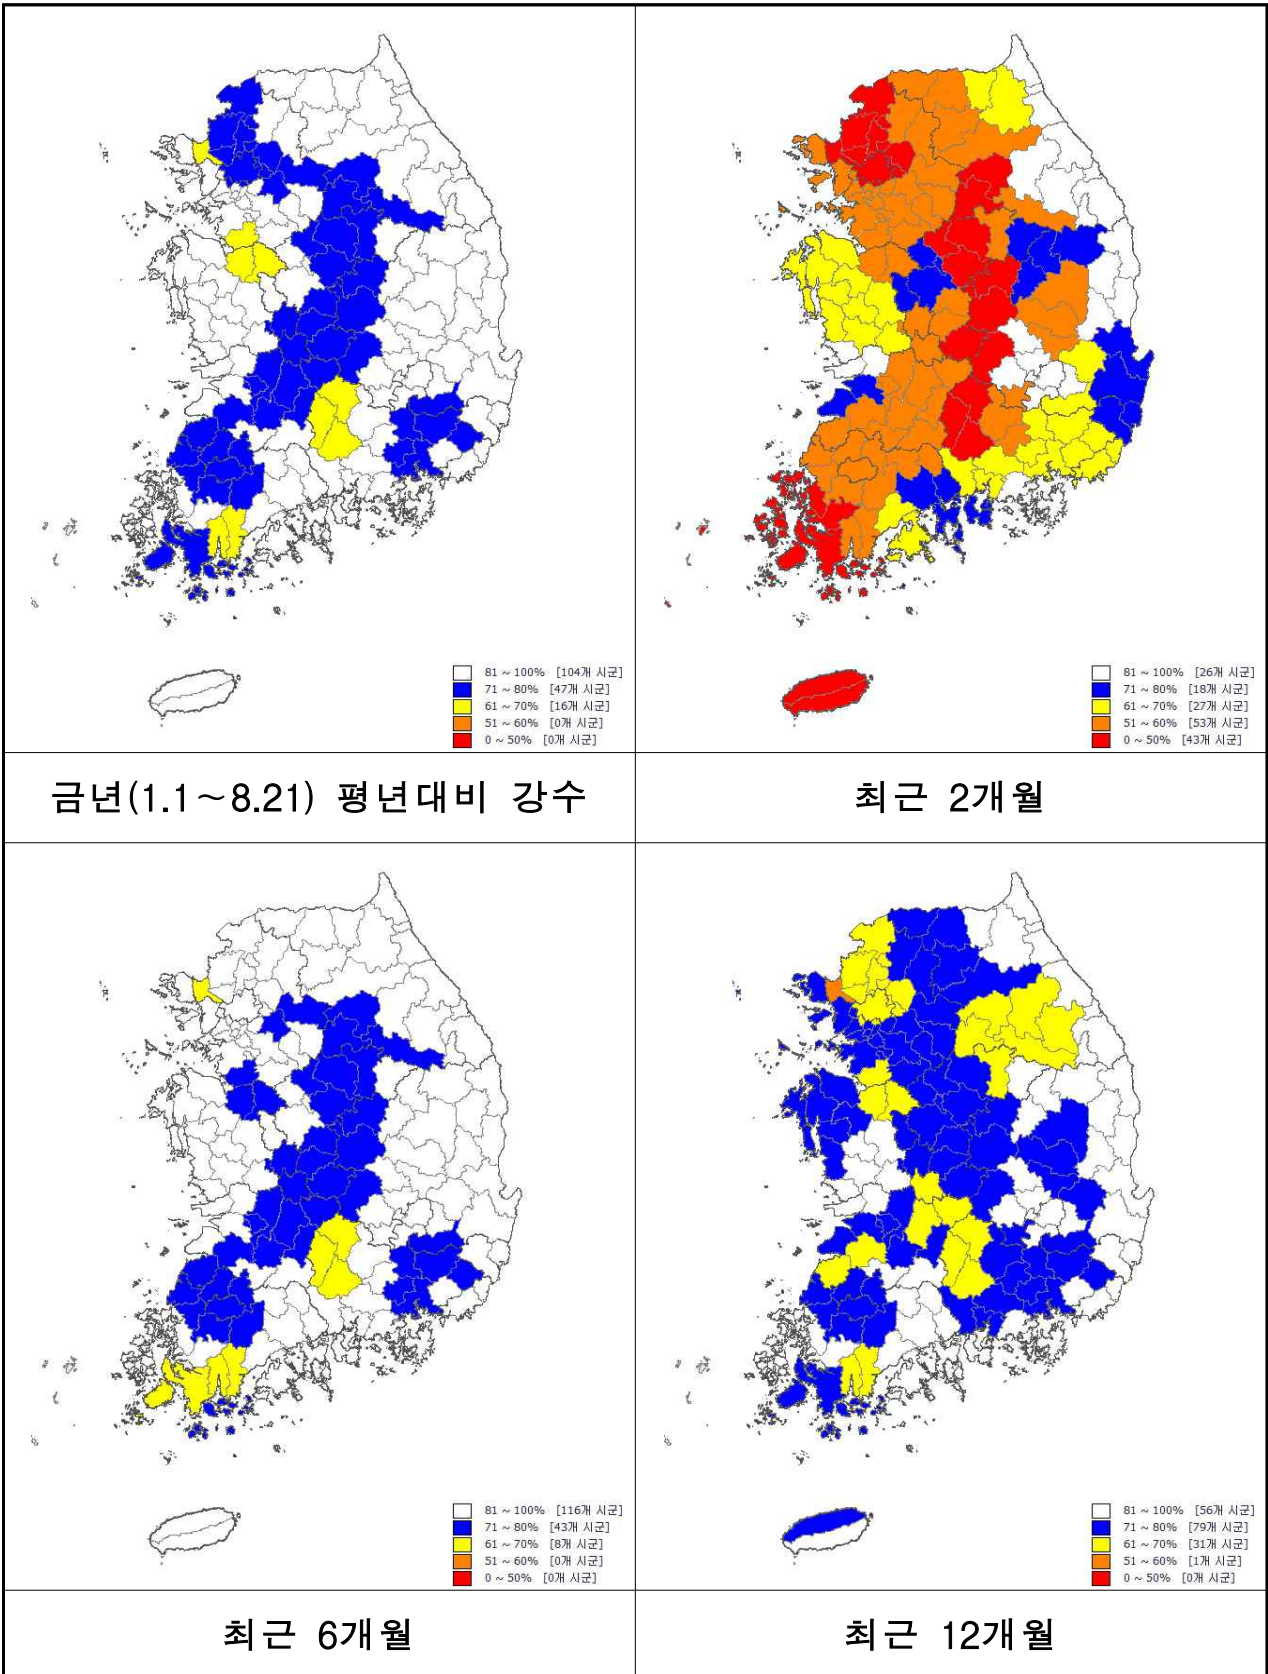 81 ~ 100% [104개 시군]
71 ~ 80% [47개 시군]
61 ~ 70% [16개 시군]
51 ~ 60% [0개 시군]
0 ~ 50% [0개 시군]
81 ~ 100% [26개 시군]
71 ~ 80% [18개 시군]
61 ~ 70% [27개 시군]
51 ~ 60% [53개 시군]
0 ~ 50% [43개 시군]
금년(1.1~8.21) 평년대비 강수
최근 2개월
81 ~ 100% [116개 시군]
71 ~ 80% [43개 시군]
61 ~ 70% [8개 시군]
51 ~ 60% [0개 시군]
0 ~ 50% [0개 시군]
81 ~ 100% [56개 시군]
71 ~ 80% [79개 시군]
61 ~ 70% [31개 시군]
51 ~ 60% [1개 시군]
0 ~ 50% [0개 시군]
최근 6개월
최근 12개월